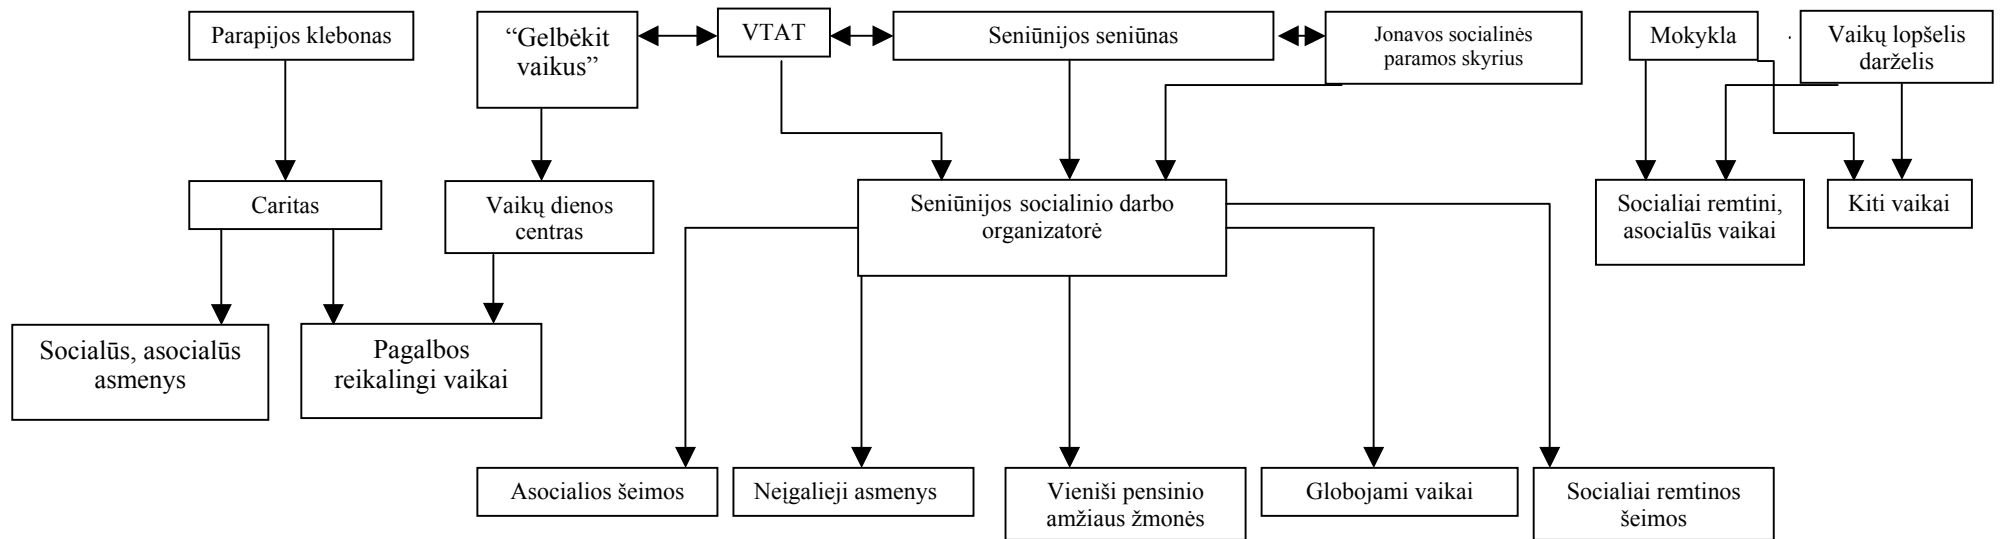 Parapijos klebonas
“Gelbėkit
vaikus”
VTAT
Seniūnijos seniūnas
Jonavos socialinės
paramos skyrius
Mokykla
Vaikų lopšelis
darželis
Caritas
Vaikų dienos
centras
Seniūnijos socialinio darbo
organizatorė
Socialiai remtini,
asocialūs vaikai
Kiti vaikai
Socialūs, asocialūs
asmenys
Pagalbos
reikalingi vaikai
Asocialios šeimos
Neįgalieji asmenys
Vieniši pensinio
amžiaus žmonės
Globojami vaikai
Socialiai remtinos
šeimos